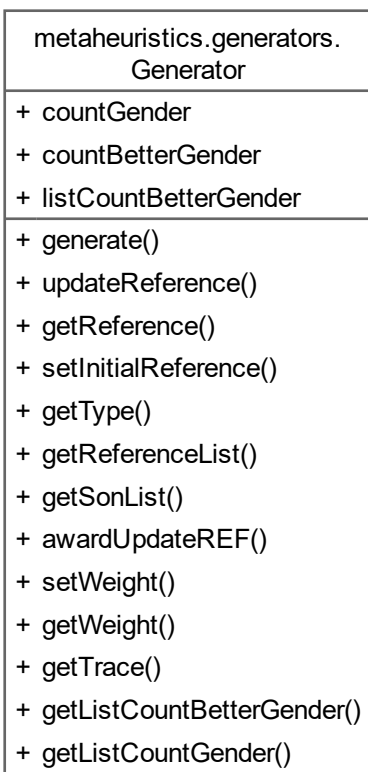 metaheuristics.generators.
Generator
+ countGender
+ countBetterGender
+ listCountBetterGender
+ generate()
+ updateReference()
+ getReference()
+ setInitialReference()
+ getType()
+ getReferenceList()
+ getSonList()
+ awardUpdateREF()
+ setWeight()
+ getWeight()
+ getTrace()
+ getListCountBetterGender()
+ getListCountGender()